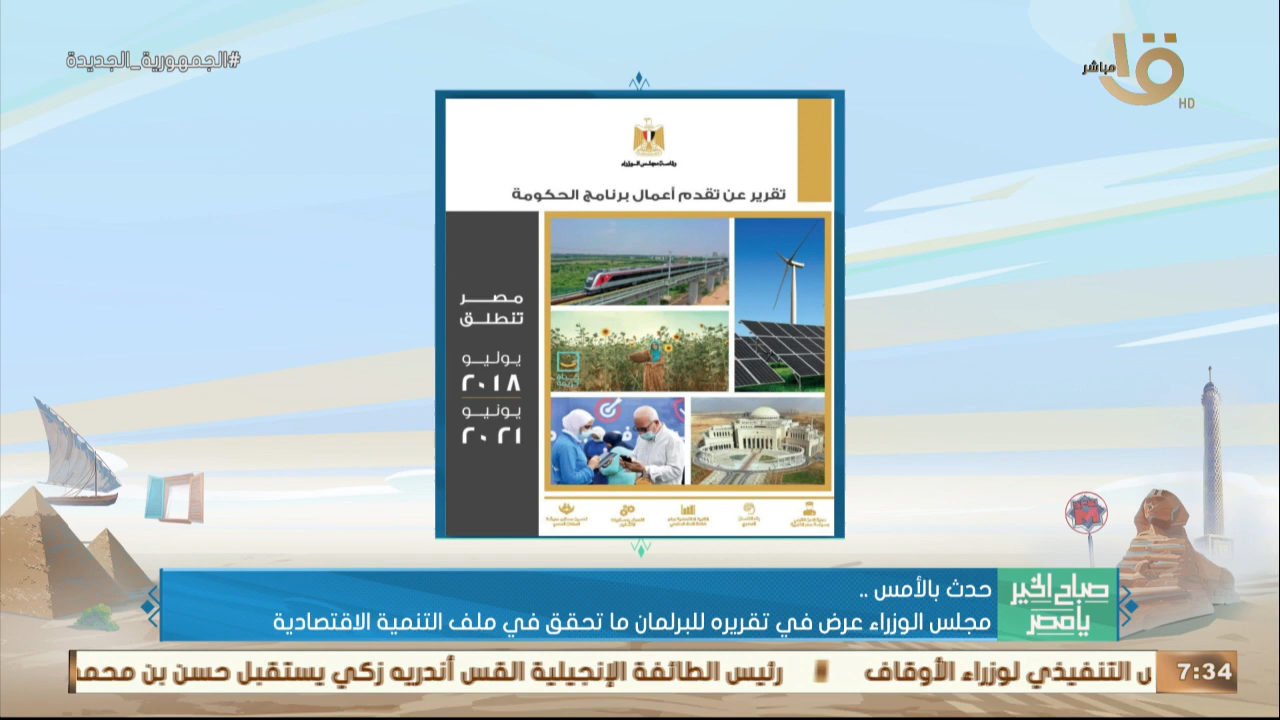 #الجمهورية_الجديدة
مباشر
HD
رئاسة مجلس الوزراء
تقرير عن تقدم أعمال برنامج الحكومة
مصر
تنطلق
يوليو
٢٠١٨
يونيو
٢٠٢١
حياة
كريمة
صباح الخير
يا مصر
حدث بالأمس ..
مجلس الوزراء عرض في تقريره للبرلمان ما تحقق في ملف التنمية الاقتصادية
7:34
س التنفيذي لوزراء الأوقاف
رئيس الطائفة الإنجيلية القس أندريه زكي يستقبل حسن بن محمد